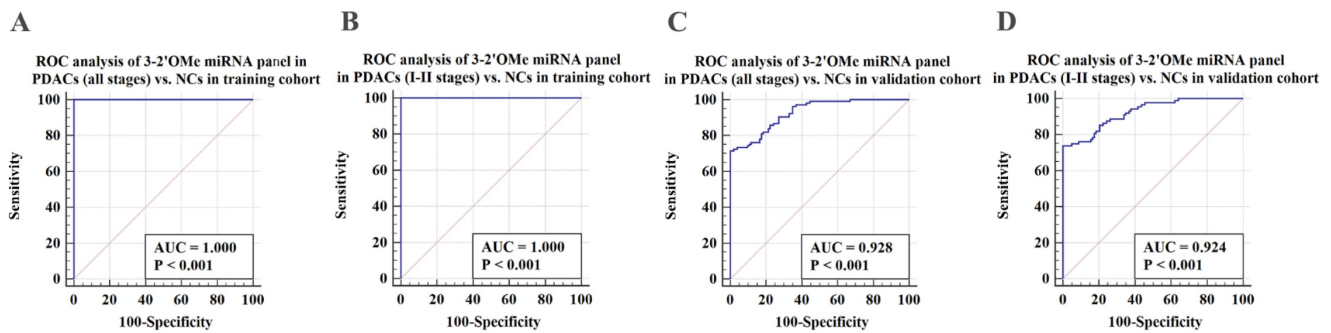 A
ROC analysis of 3-2'OMe miRNA panel in
PDACs (all stages) vs. NCs in training cohort
100
80
60
40
20
0
Sensitivity
AUC = 1.000
P < 0.001
0 20 40 60 80 100
100-Specificity
B
ROC analysis of 3-2'OMe miRNA panel
in PDACs (I-II stages) vs. NCs in training cohort
100
80
60
40
20
0
Sensitivity
AUC = 1.000
P < 0.001
0 20 40 60 80 100
100-Specificity
C
ROC analysis of 3-2'OMe miRNA panel
in PDACs (all stages) vs. NCs in validation cohort
100
80
60
40
20
0
Sensitivity
AUC = 0.928
P < 0.001
0 20 40 60 80 100
100-Specificity
D
ROC analysis of 3-2'OMe miRNA panel
in PDACs (I-II stages) vs. NCs in validation cohort
100
80
60
40
20
0
Sensitivity
AUC = 0.924
P < 0.001
0 20 40 60 80 100
100-Specificity